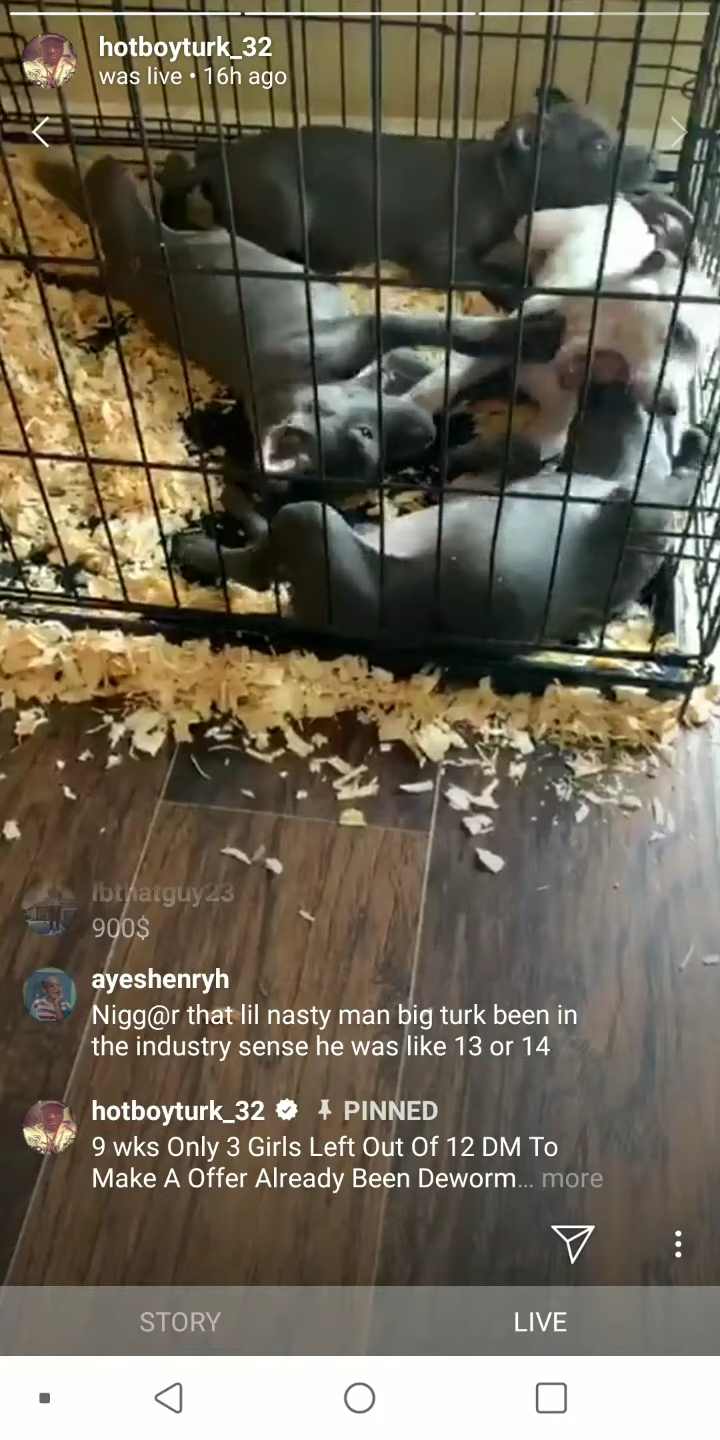 hotboyturk_32
was live • 16h ago
lbthatguy23
900$
ayeshenryh
Nigg@r that lil nasty man big turk been in
the industry sense he was like 13 or 14
hotboyturk_32 PINNED
9 wks Only 3 Girls Left Out Of 12 DM To
Make A Offer Already Been Deworm... more
STORY
LIVE